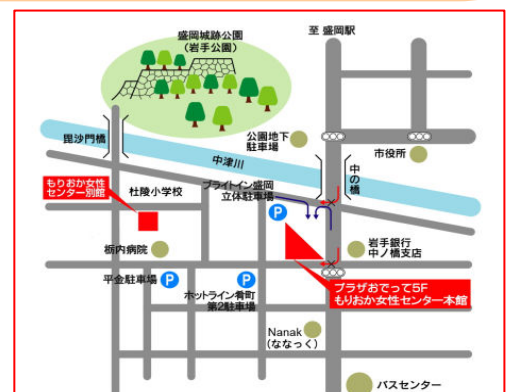 至 盛岡駅
盛岡城跡公園
（岩手公園）
公園地下
駐車場
毘沙門橋
中津川
中の橋
市役所
もりおか女性
センター別館
杜陵小学校
ブライトイン盛岡
立体駐車場
P
栃内病院
岩手銀行
中ノ橋支店
平金駐車場
P
P
ホットライン肴町
第2駐車場
プラザおでって5F
もりおか女性センター本館
Nanak
（ななっく）
バスセンター